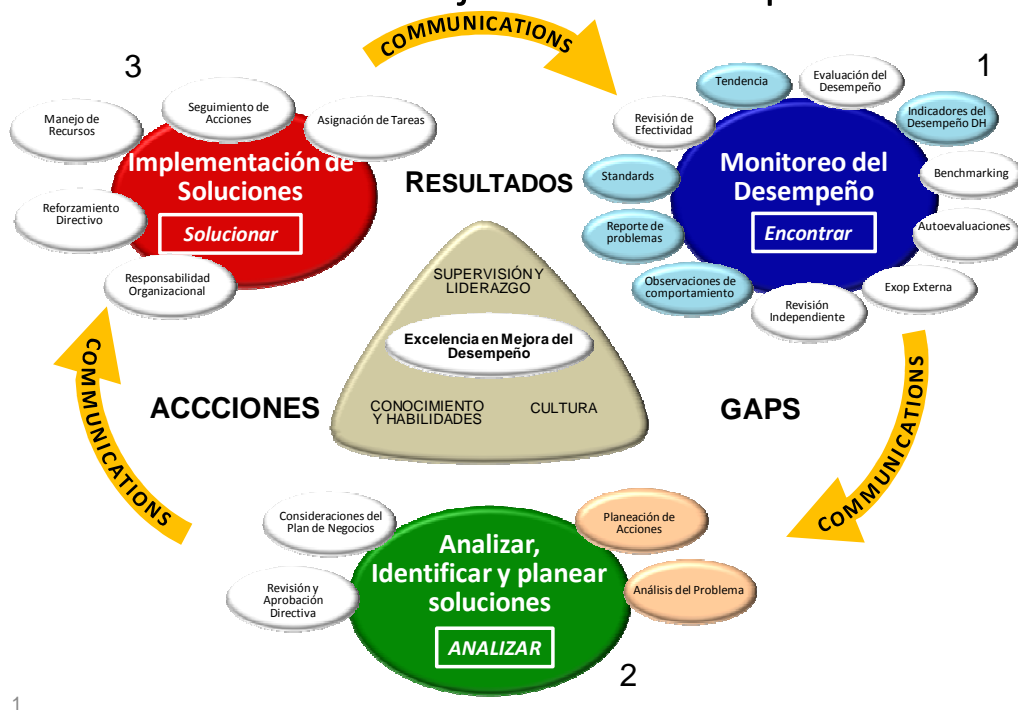 COMMUNICATIONS
3
1
Seguimiento de
Acciones
Manejo de
Recursos
Asignación de Tareas
Implementación de
Soluciones
Solucionar
Reforzamiento
Directivo
Responsabilidad
Organizacional
Tendencia
Evaluación del
Desempeño
Revisión de
Efectividad
Indicadores del
Desempeño DH
Monitoreo del
Desempeño
Encontrar
Standards
Benchmarking
Reporte de
problemas
Autoevaluaciones
Observaciones de
comportamiento
Exop Externa
Revisión
Independiente
RESULTADOS
SUPERVISIÓN Y
LIDERAZGO
Excelencia en Mejora del
Desempeño
CONOCIMIENTO
Y HABILIDADES
CULTURA
ACCCIONES
GAPS
COMMUNICATIONS
COMMUNICATIONS
Consideraciones del
Plan de Negocios
Planeación de
Acciones
Analizar,
Identificar y planear
soluciones
ANALIZAR
Revisión y
Aprobación
Directiva
Análisis del Problema
2
1